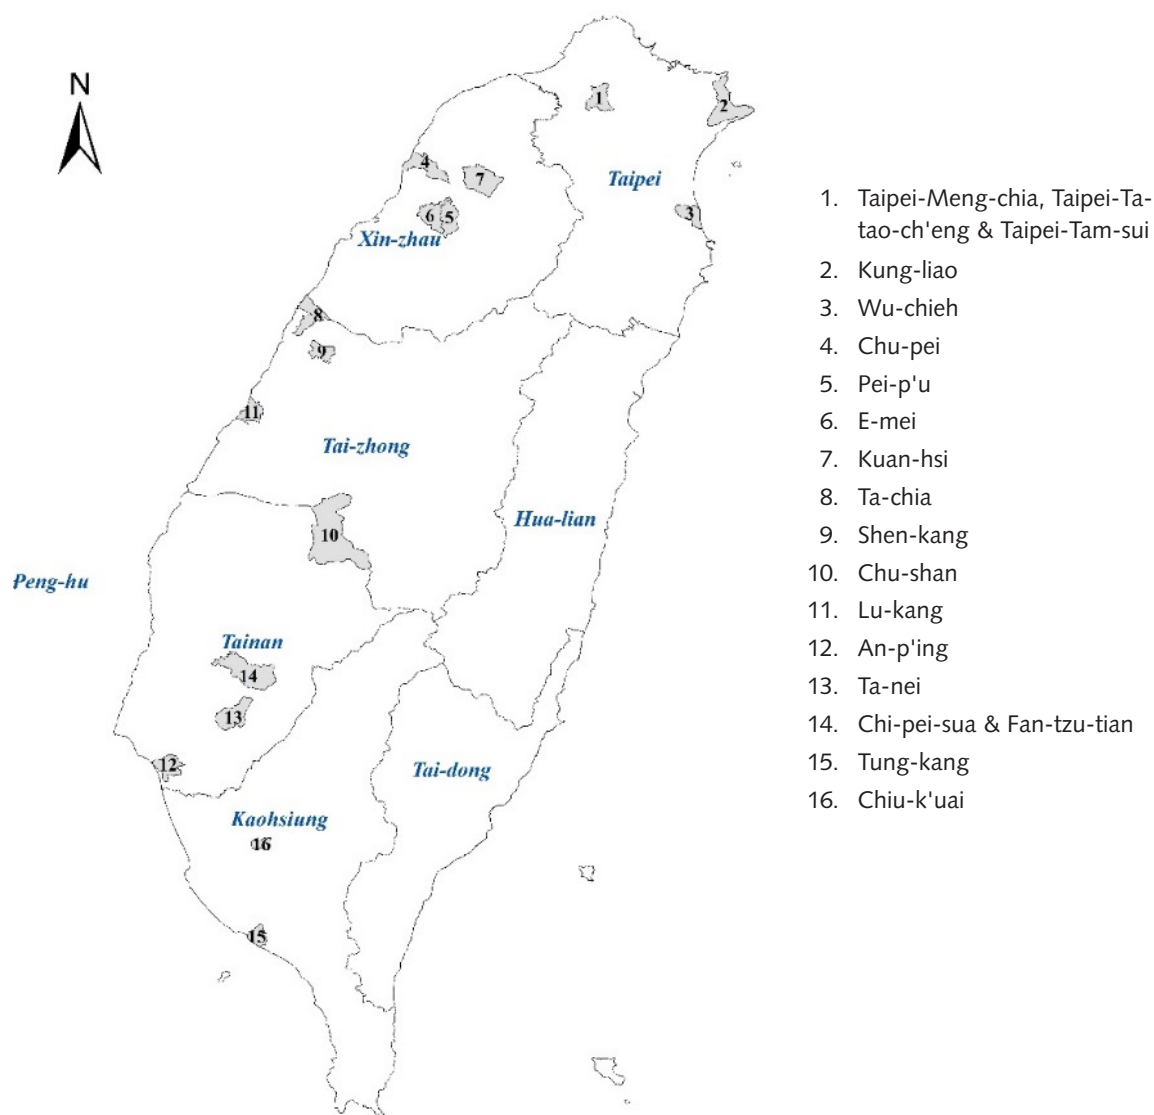 N
1
2
Taipei
4
7
3
6
5
Xin-zhau
8
9
11
Tai-zhong
10
Hua-lian
Peng-hu
Tainan
14
13
12
Tai-dong
Kaohsiung
16
15
1. Taipei-Meng-chia, Taipei-Ta-
tao-ch'eng & Taipei-Tam-sui
2. Kung-liao
3. Wu-chieh
4. Chu-pei
5. Pei-p'u
6. E-mei
7. Kuan-hsi
8. Ta-chia
9. Shen-kang
10. Chu-shan
11. Lu-kang
12. An-p'ing
13. Ta-nei
14. Chi-pei-sua & Fan-tzu-tian
15. Tung-kang
16. Chiu-k'uai